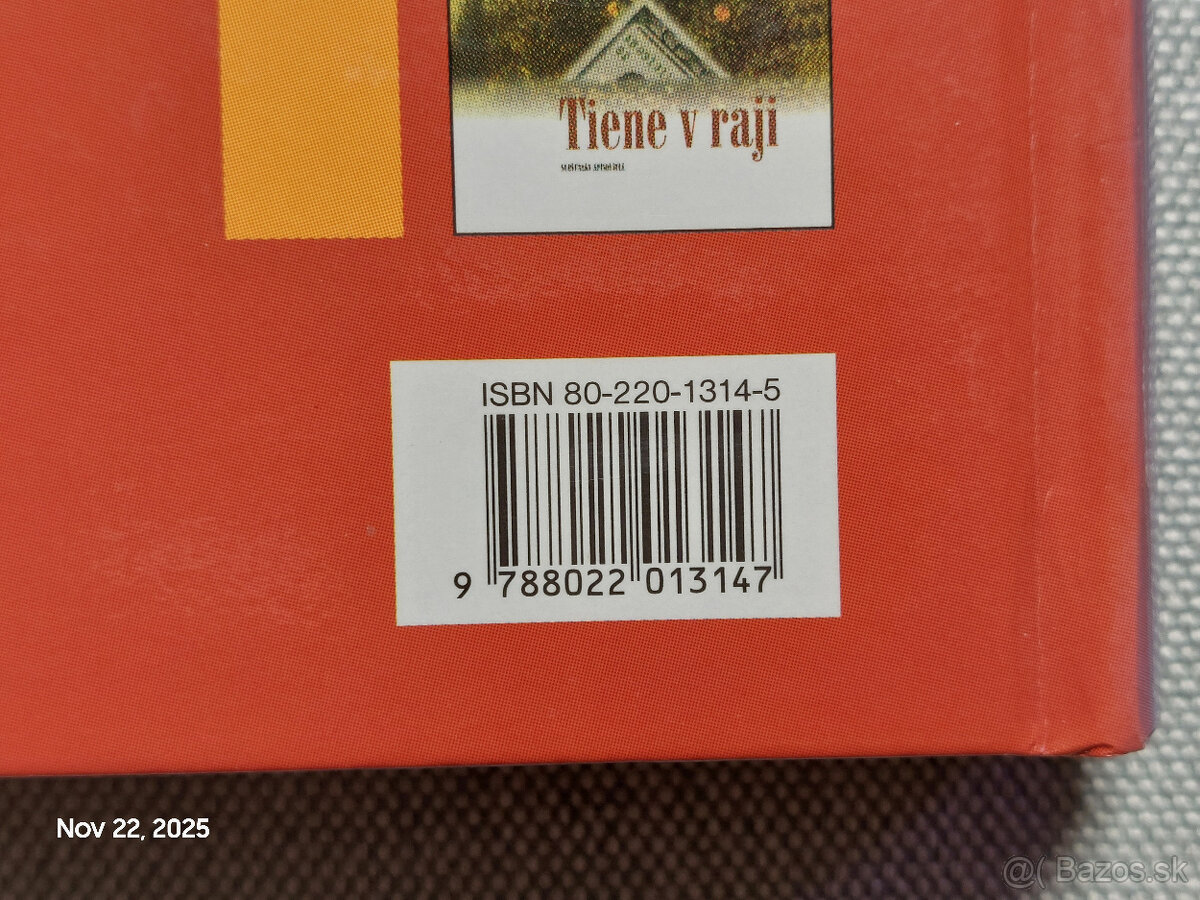 Tiene v raji
ISBN 80-220-1314-5
9 788022 013147
Nov 22, 2025
@( Bazos.sk